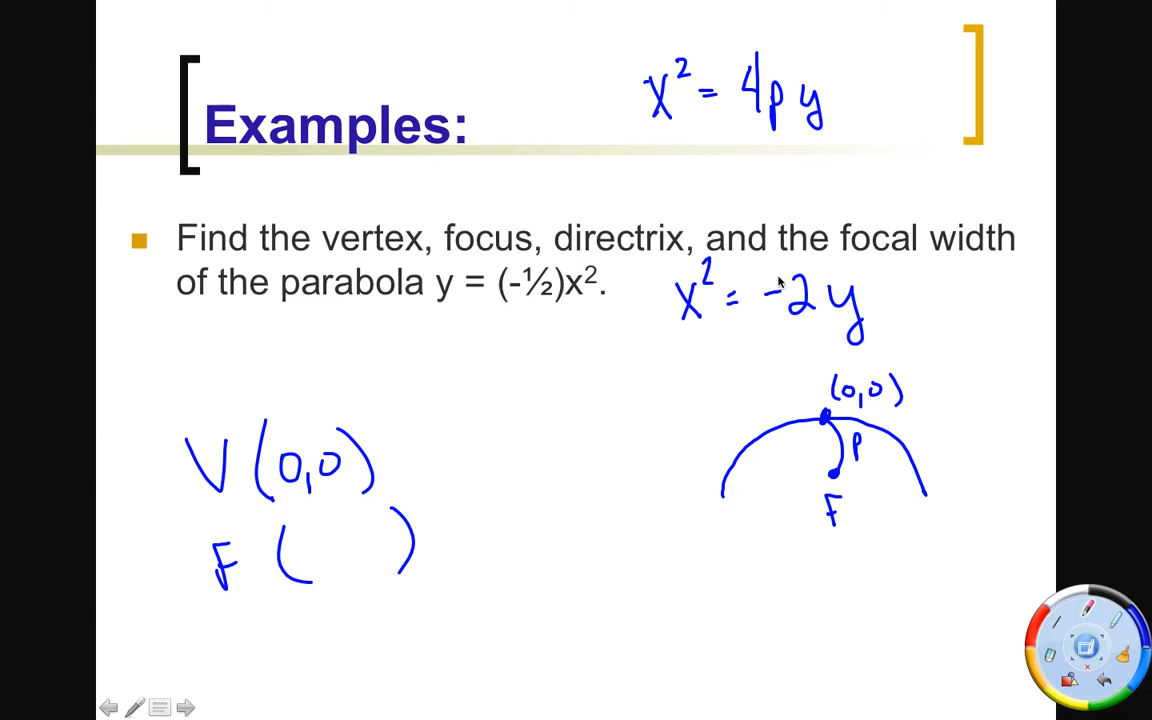 x² = 4py
Examples:
Find the vertex, focus, directrix, and the focal width
of the parabola y = (-½)x².
x² = -2y
(0,0)
V (0,0)
P
F
F ( )